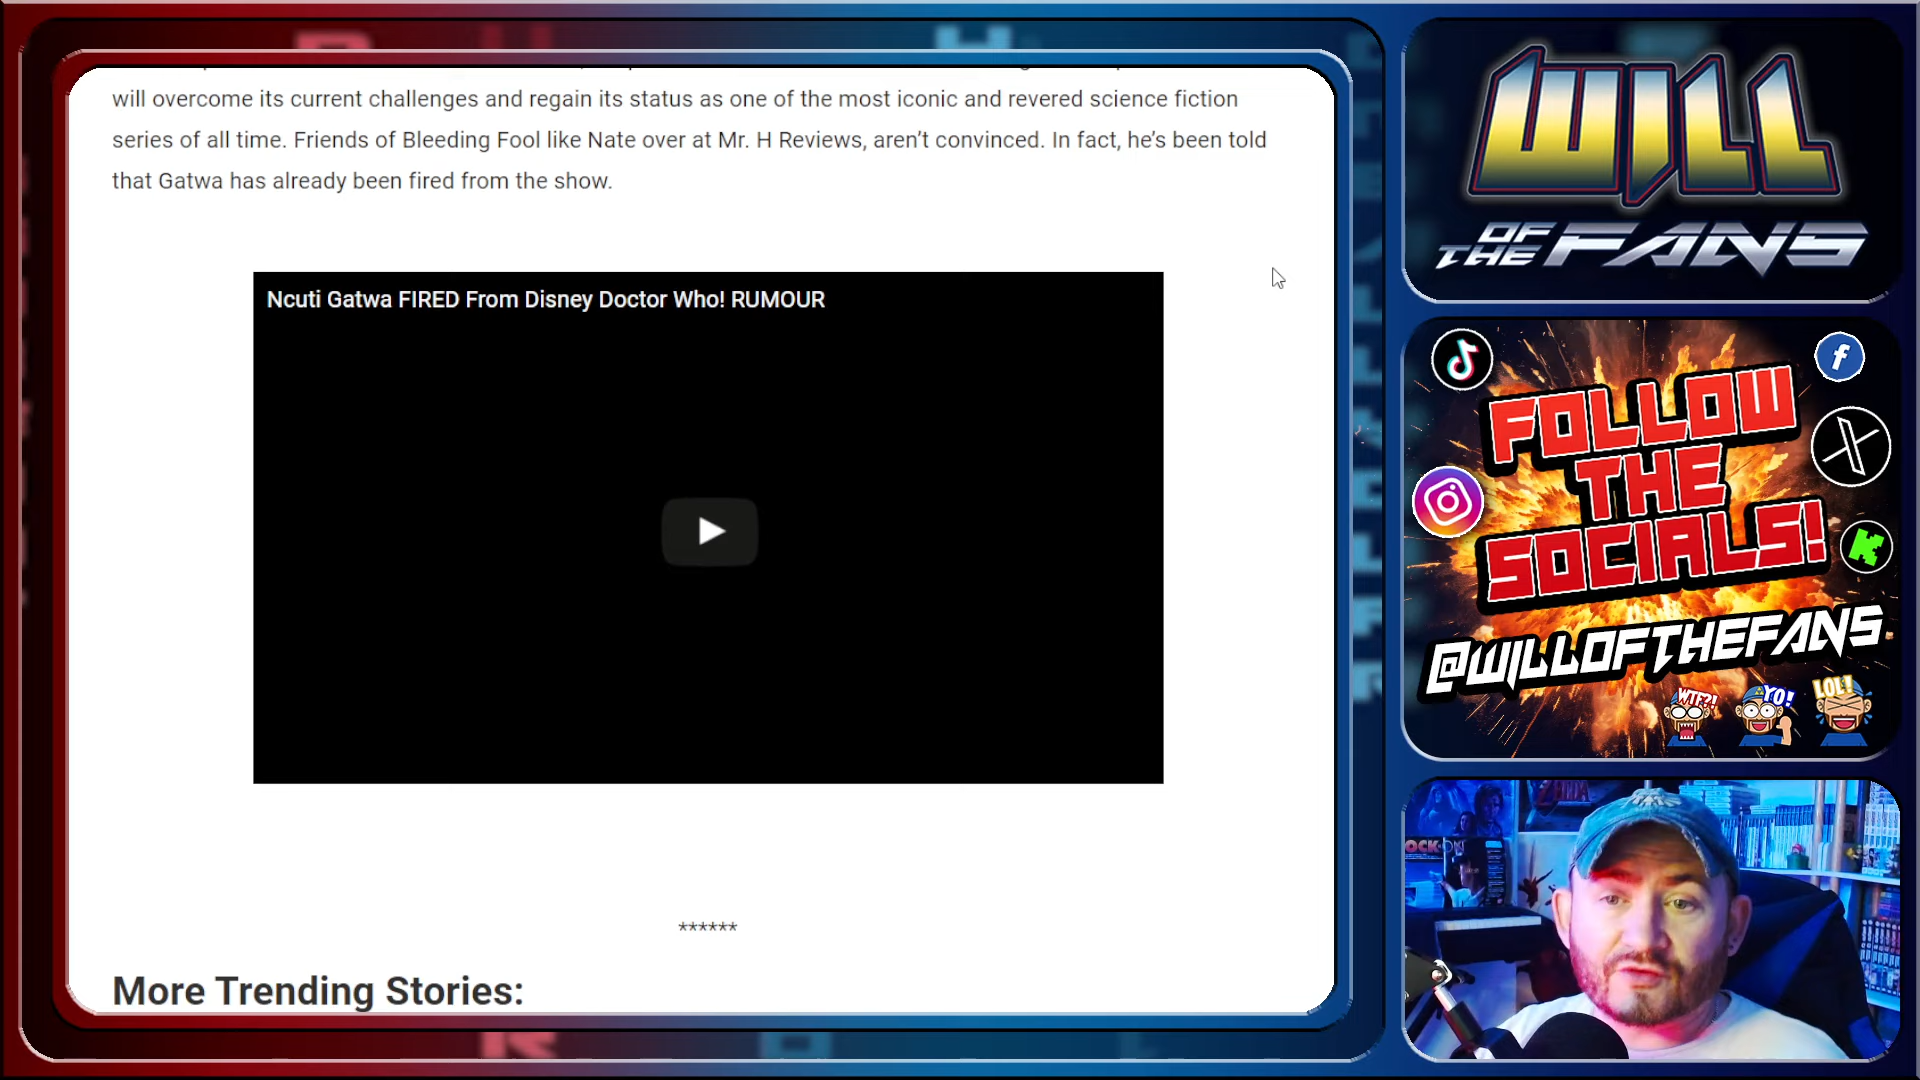 will overcome its current challenges and regain its status as one of the most iconic and revered science fiction
series of all time. Friends of Bleeding Fool like Nate over at Mr. H Reviews, aren’t convinced. In fact, he’s been told
that Gatwa has already been fired from the show.
Ncuti Gatwa FIRED From Disney Doctor Who! RUMOUR
******
More Trending Stories:
WILL
OF THE FANS
FOLLOW
THE
SOCIALS!
@WILLOFTHEFANS
WTF?!
YO!
LOL!